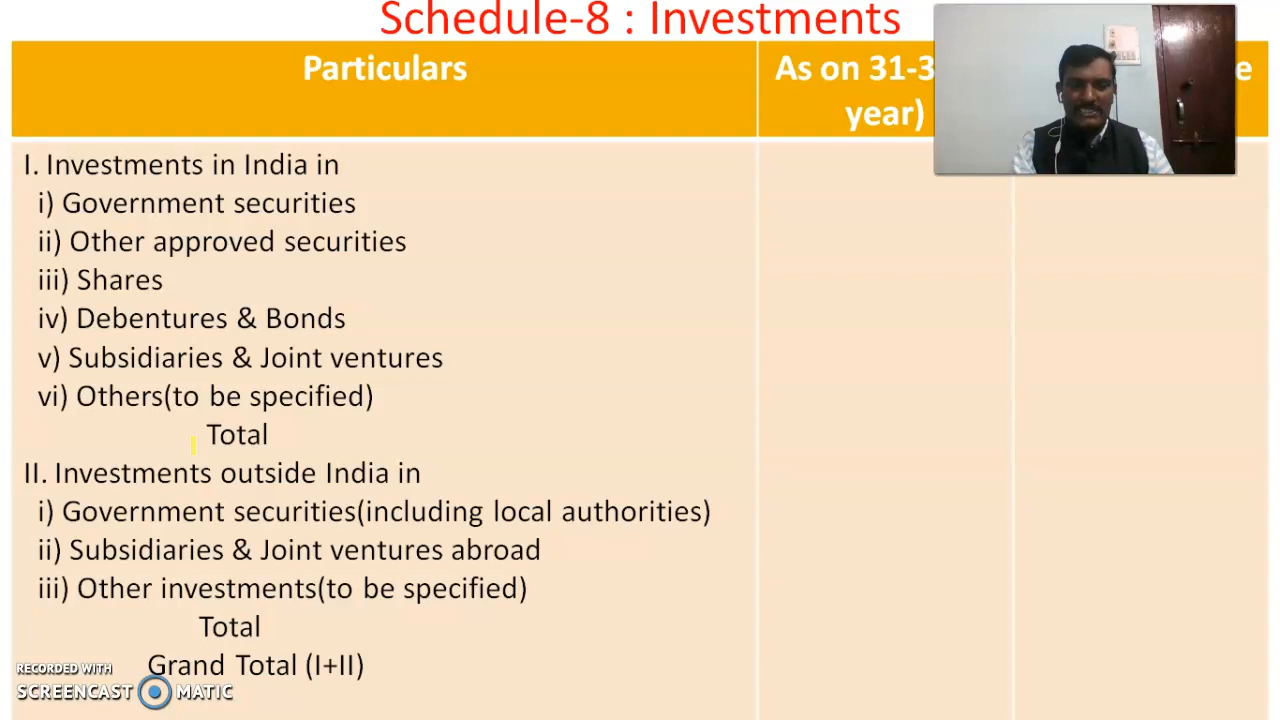 Schedule-8 : Investments
Particulars
As on 31-3
year)
e
I. Investments in India in
i) Government securities
ii) Other approved securities
iii) Shares
iv) Debentures & Bonds
v) Subsidiaries & Joint ventures
vi) Others(to be specified)
Total
II. Investments outside India in
i) Government securities(including local authorities)
ii) Subsidiaries & Joint ventures abroad
iii) Other investments(to be specified)
Total
Grand Total (I+II)
RECORDED WITH
SCREENCAST MATIC